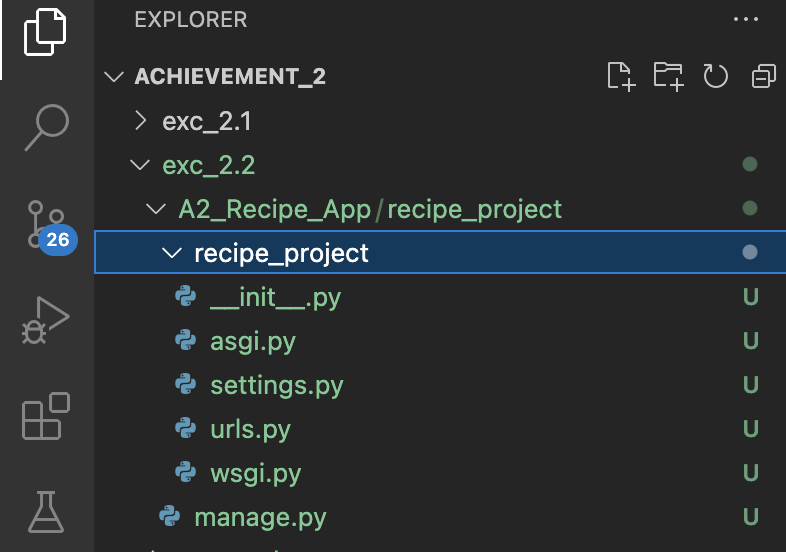 EXPLORER
ACHIEVEMENT_2
exc_2.1
exc_2.2
A2_Recipe_App/recipe_project
recipe_project
26
__init__.py U
asgi.py U
settings.py U
urls.py U
wsgi.py U
manage.py U